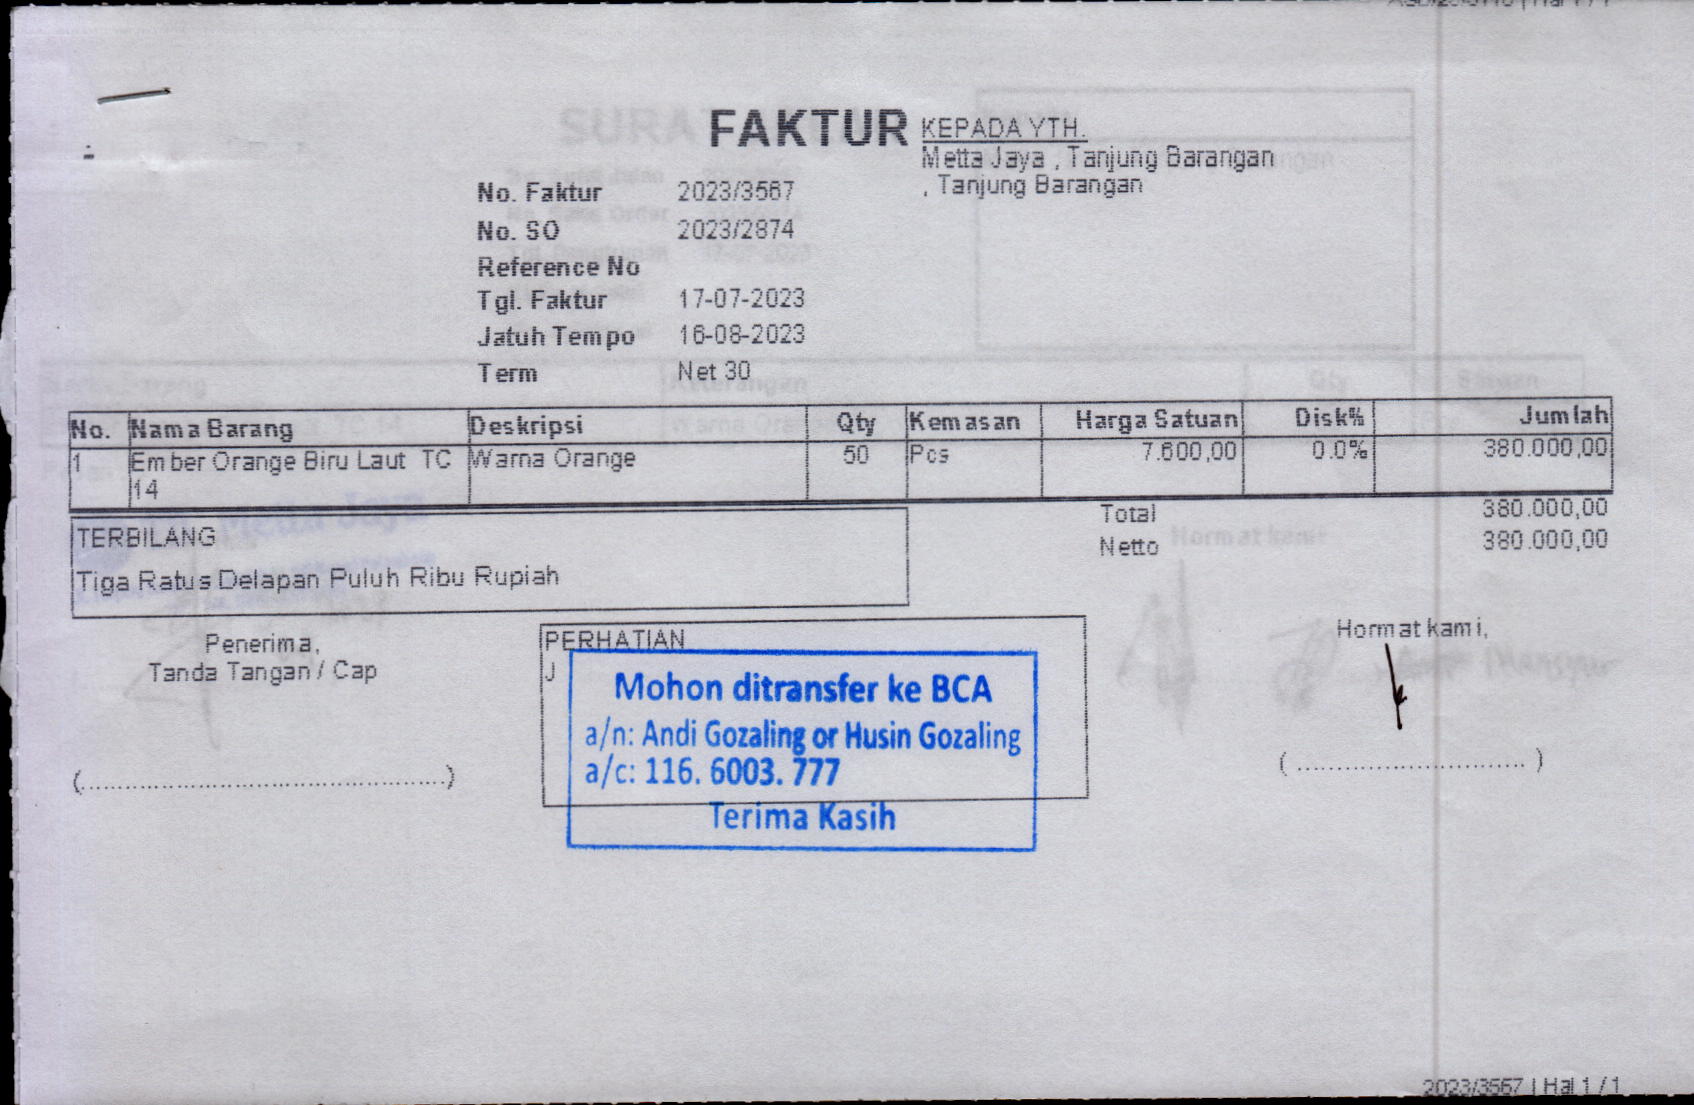 FAKTUR
KEPADA YTH.
Metta Jaya , Tanjung Barangan
, Tanjung Barangan
No. Faktur 2023/3567
No. SO 2023/2874
Reference No
Tgl. Faktur 17-07-2023
Jatuh Tempo 16-08-2023
Term Net 30
No. Nama Barang Deskripsi Qty Kemasan Harga Satuan Disk% Jumlah
1 Ember Orange Biru Laut TC Warna Orange 50 Pcs 7.600,00 0.0% 380.000,00
14
Total 380.000,00
Netto 380.000,00
TERBILANG
Tiga Ratus Delapan Puluh Ribu Rupiah
Penerima,
Tanda Tangan / Cap
(............................................)
PERHATIAN
J
Mohon ditransfer ke BCA
a/n: Andi Gozaling or Husin Gozaling
a/c: 116. 6003. 777
Terima Kasih
Hormat kami,
( ............................ )
2023/3567 | Hal 1 / 1